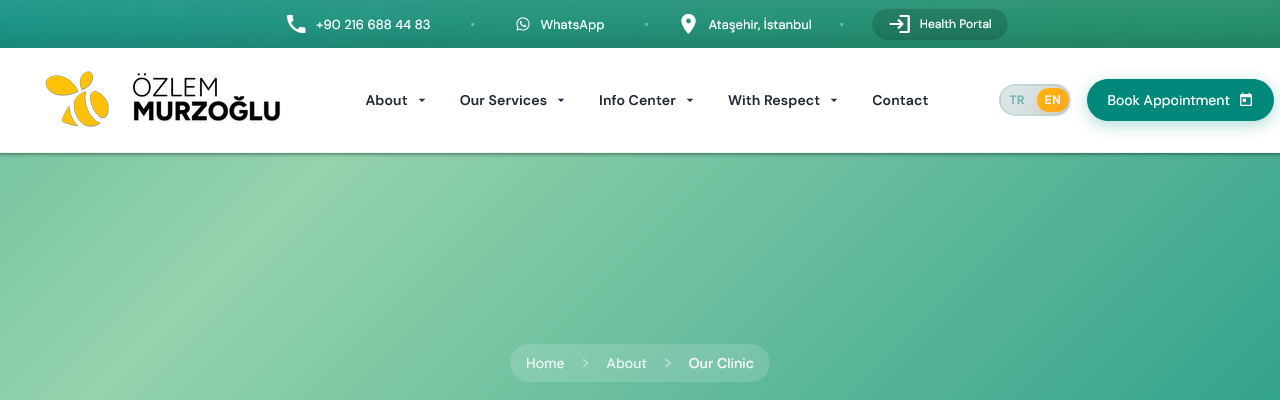 +90 216 688 44 83
WhatsApp
Ataşehir, İstanbul
Health Portal
ÖZLEM
MURZOĞLU
About
Our Services
Info Center
With Respect
Contact
TR
EN
Book Appointment
Home
About
Our Clinic